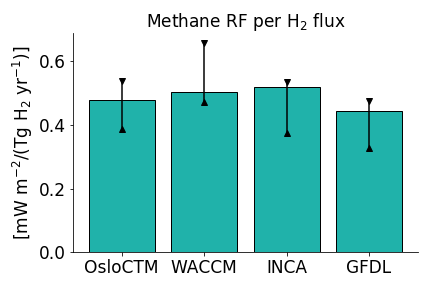 Methane RF per H₂ flux
[mW m⁻²/(Tg H₂ yr⁻¹)]
0.6
0.4
0.2
0.0
OsloCTM WACCM INCA GFDL